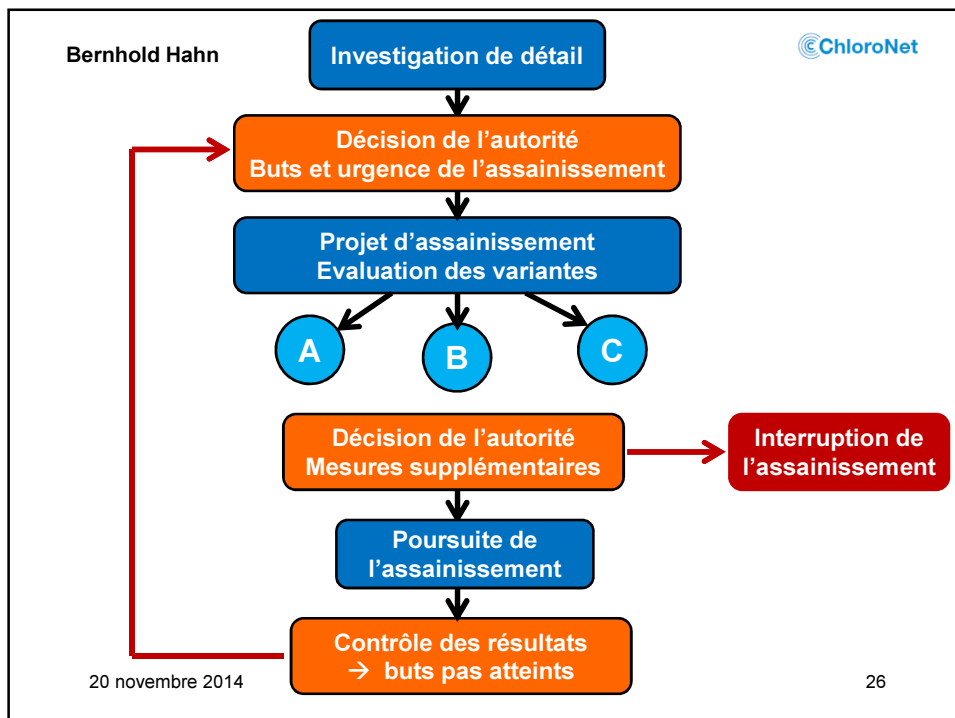 Bernhold Hahn
Investigation de détail
ChloroNet
Décision de l'autorité
Buts et urgence de l'assainissement
Projet d'assainissement
Evaluation des variantes
A
B
C
Décision de l'autorité
Mesures supplémentaires
Interruption de
l'assainissement
Poursuite de
l'assainissement
Contrôle des résultats
→ buts pas atteints
20 novembre 2014
26